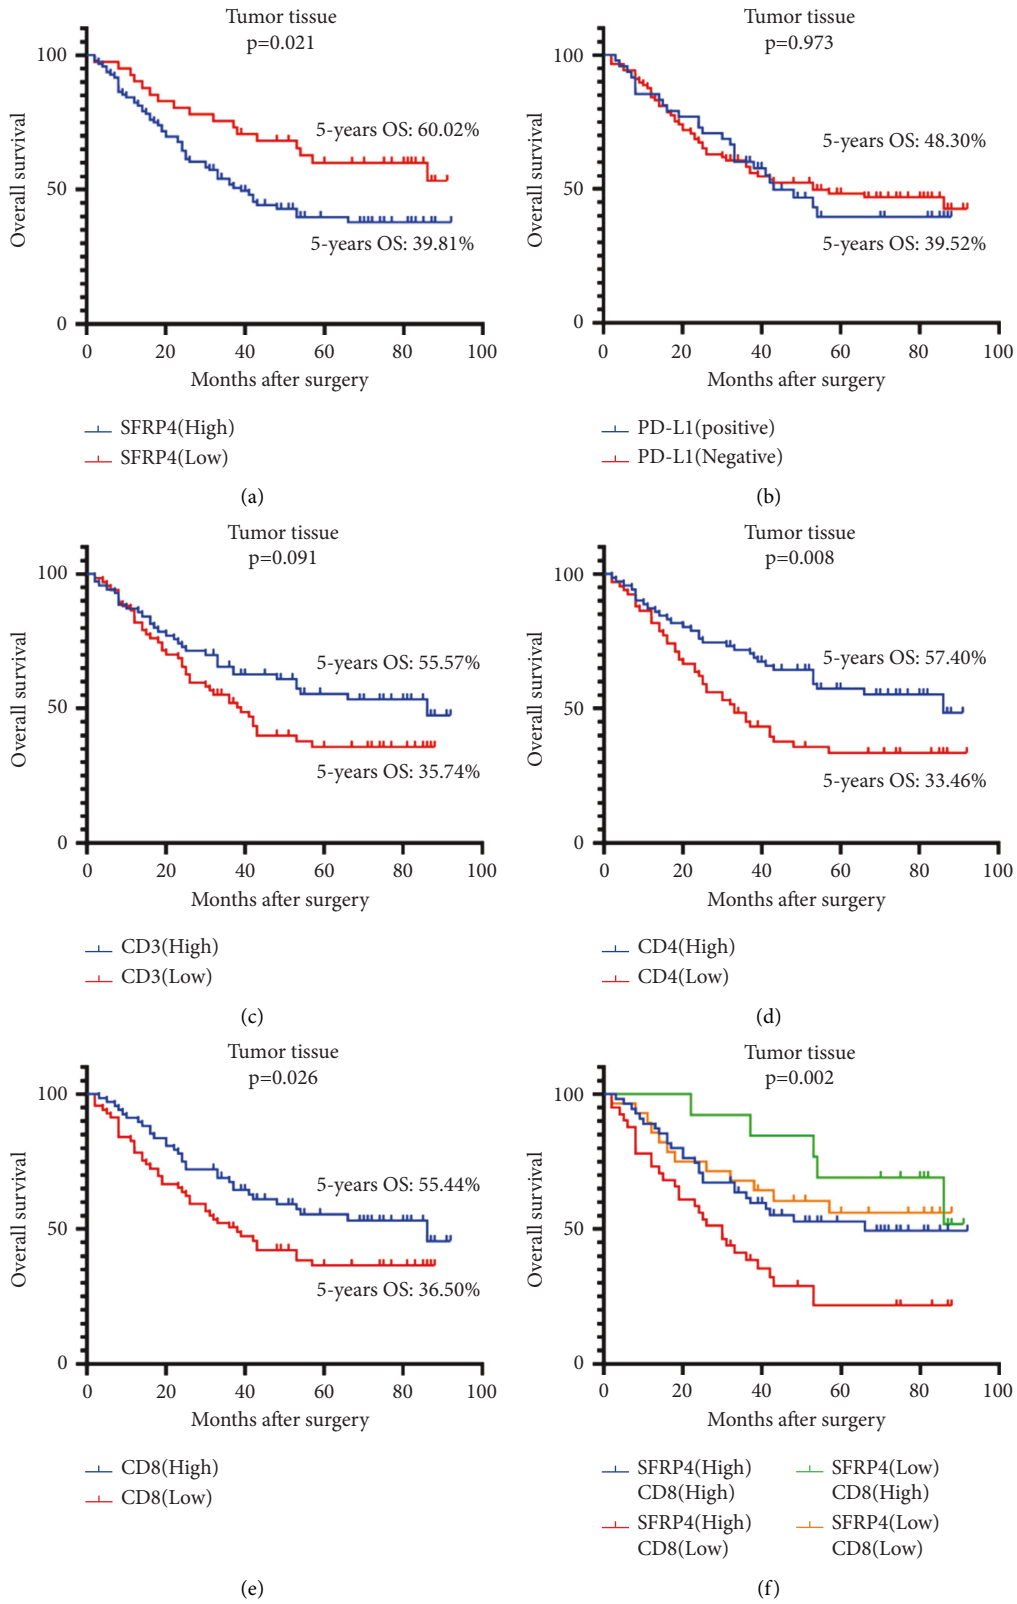 Tumor tissue
p=0.021
100
50
0
Overall survival
5-years OS: 60.02%
5-years OS: 39.81%
0 20 40 60 80 100
Months after surgery
SFRP4(High)
SFRP4(Low)
(a)
Tumor tissue
p=0.973
100
50
0
Overall survival
5-years OS: 48.30%
5-years OS: 39.52%
0 20 40 60 80 100
Months after surgery
PD-L1(positive)
PD-L1(Negative)
(b)
Tumor tissue
p=0.091
100
50
0
Overall survival
5-years OS: 55.57%
5-years OS: 35.74%
0 20 40 60 80 100
Months after surgery
CD3(High)
CD3(Low)
(c)
Tumor tissue
p=0.008
100
50
0
Overall survival
5-years OS: 57.40%
5-years OS: 33.46%
0 20 40 60 80 100
Months after surgery
CD4(High)
CD4(Low)
(d)
Tumor tissue
p=0.026
100
50
0
Overall survival
5-years OS: 55.44%
5-years OS: 36.50%
0 20 40 60 80 100
Months after surgery
CD8(High)
CD8(Low)
(e)
Tumor tissue
p=0.002
100
50
0
Overall survival
0 20 40 60 80 100
Months after surgery
SFRP4(High)
CD8(High)
SFRP4(High)
CD8(Low)
SFRP4(Low)
CD8(High)
SFRP4(Low)
CD8(Low)
(f)